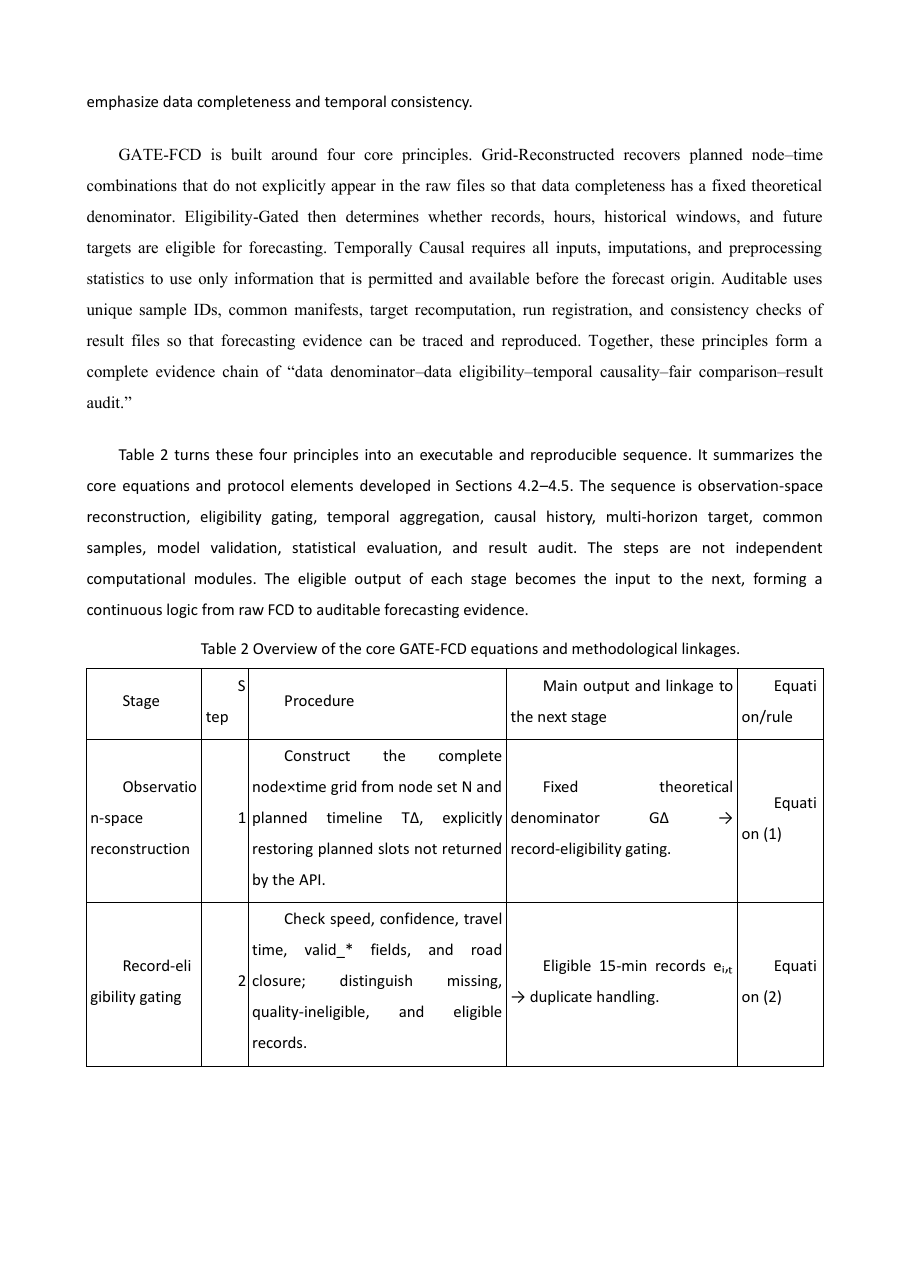 emphasize data completeness and temporal consistency.
GATE-FCD is built around four core principles. Grid-Reconstructed recovers planned node–time
combinations that do not explicitly appear in the raw files so that data completeness has a fixed theoretical
denominator. Eligibility-Gated then determines whether records, hours, historical windows, and future
targets are eligible for forecasting. Temporally Causal requires all inputs, imputations, and preprocessing
statistics to use only information that is permitted and available before the forecast origin. Auditable uses
unique sample IDs, common manifests, target recomputation, run registration, and consistency checks of
result files so that forecasting evidence can be traced and reproduced. Together, these principles form a
complete evidence chain of “data denominator–data eligibility–temporal causality–fair comparison–result
audit.”
Table 2 turns these four principles into an executable and reproducible sequence. It summarizes the
core equations and protocol elements developed in Sections 4.2–4.5. The sequence is observation-space
reconstruction, eligibility gating, temporal aggregation, causal history, multi-horizon target, common
samples, model validation, statistical evaluation, and result audit. The steps are not independent
computational modules. The eligible output of each stage becomes the input to the next, forming a
continuous logic from raw FCD to auditable forecasting evidence.
Table 2 Overview of the core GATE-FCD equations and methodological linkages.
Stage
S
tep
Procedure
Main output and linkage to
the next stage
Equati
on/rule
Observatio
n-space
reconstruction
1
Construct the complete
node×time grid from node set N and
planned timeline TΔ, explicitly
restoring planned slots not returned
by the API.
Fixed theoretical
denominator GΔ →
record-eligibility gating.
Equati
on (1)
Record-eli
gibility gating
2
Check speed, confidence, travel
time, valid_* fields, and road
closure; distinguish missing,
quality-ineligible, and eligible
records.
Eligible 15-min records eᵢ,ₜ
→ duplicate handling.
Equati
on (2)